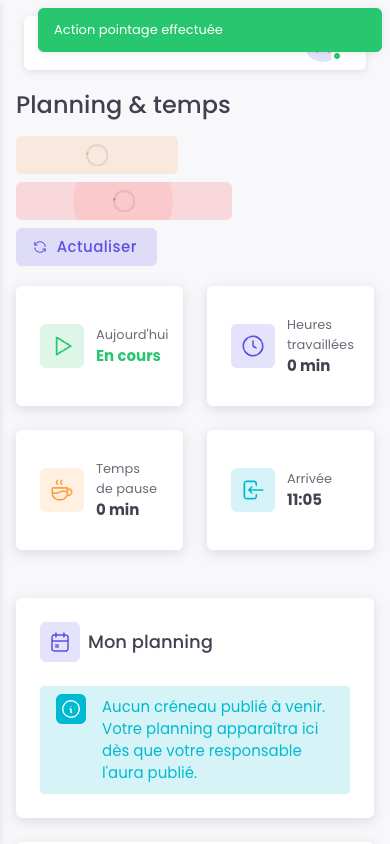 Action pointage effectuée
Planning & temps
Actualiser
Aujourd'hui
En cours
Heures
travaillées
0 min
Temps
de pause
0 min
Arrivée
11:05
Mon planning
Aucun créneau publié à venir.
Votre planning apparaîtra ici
dès que votre responsable
l'aura publié.